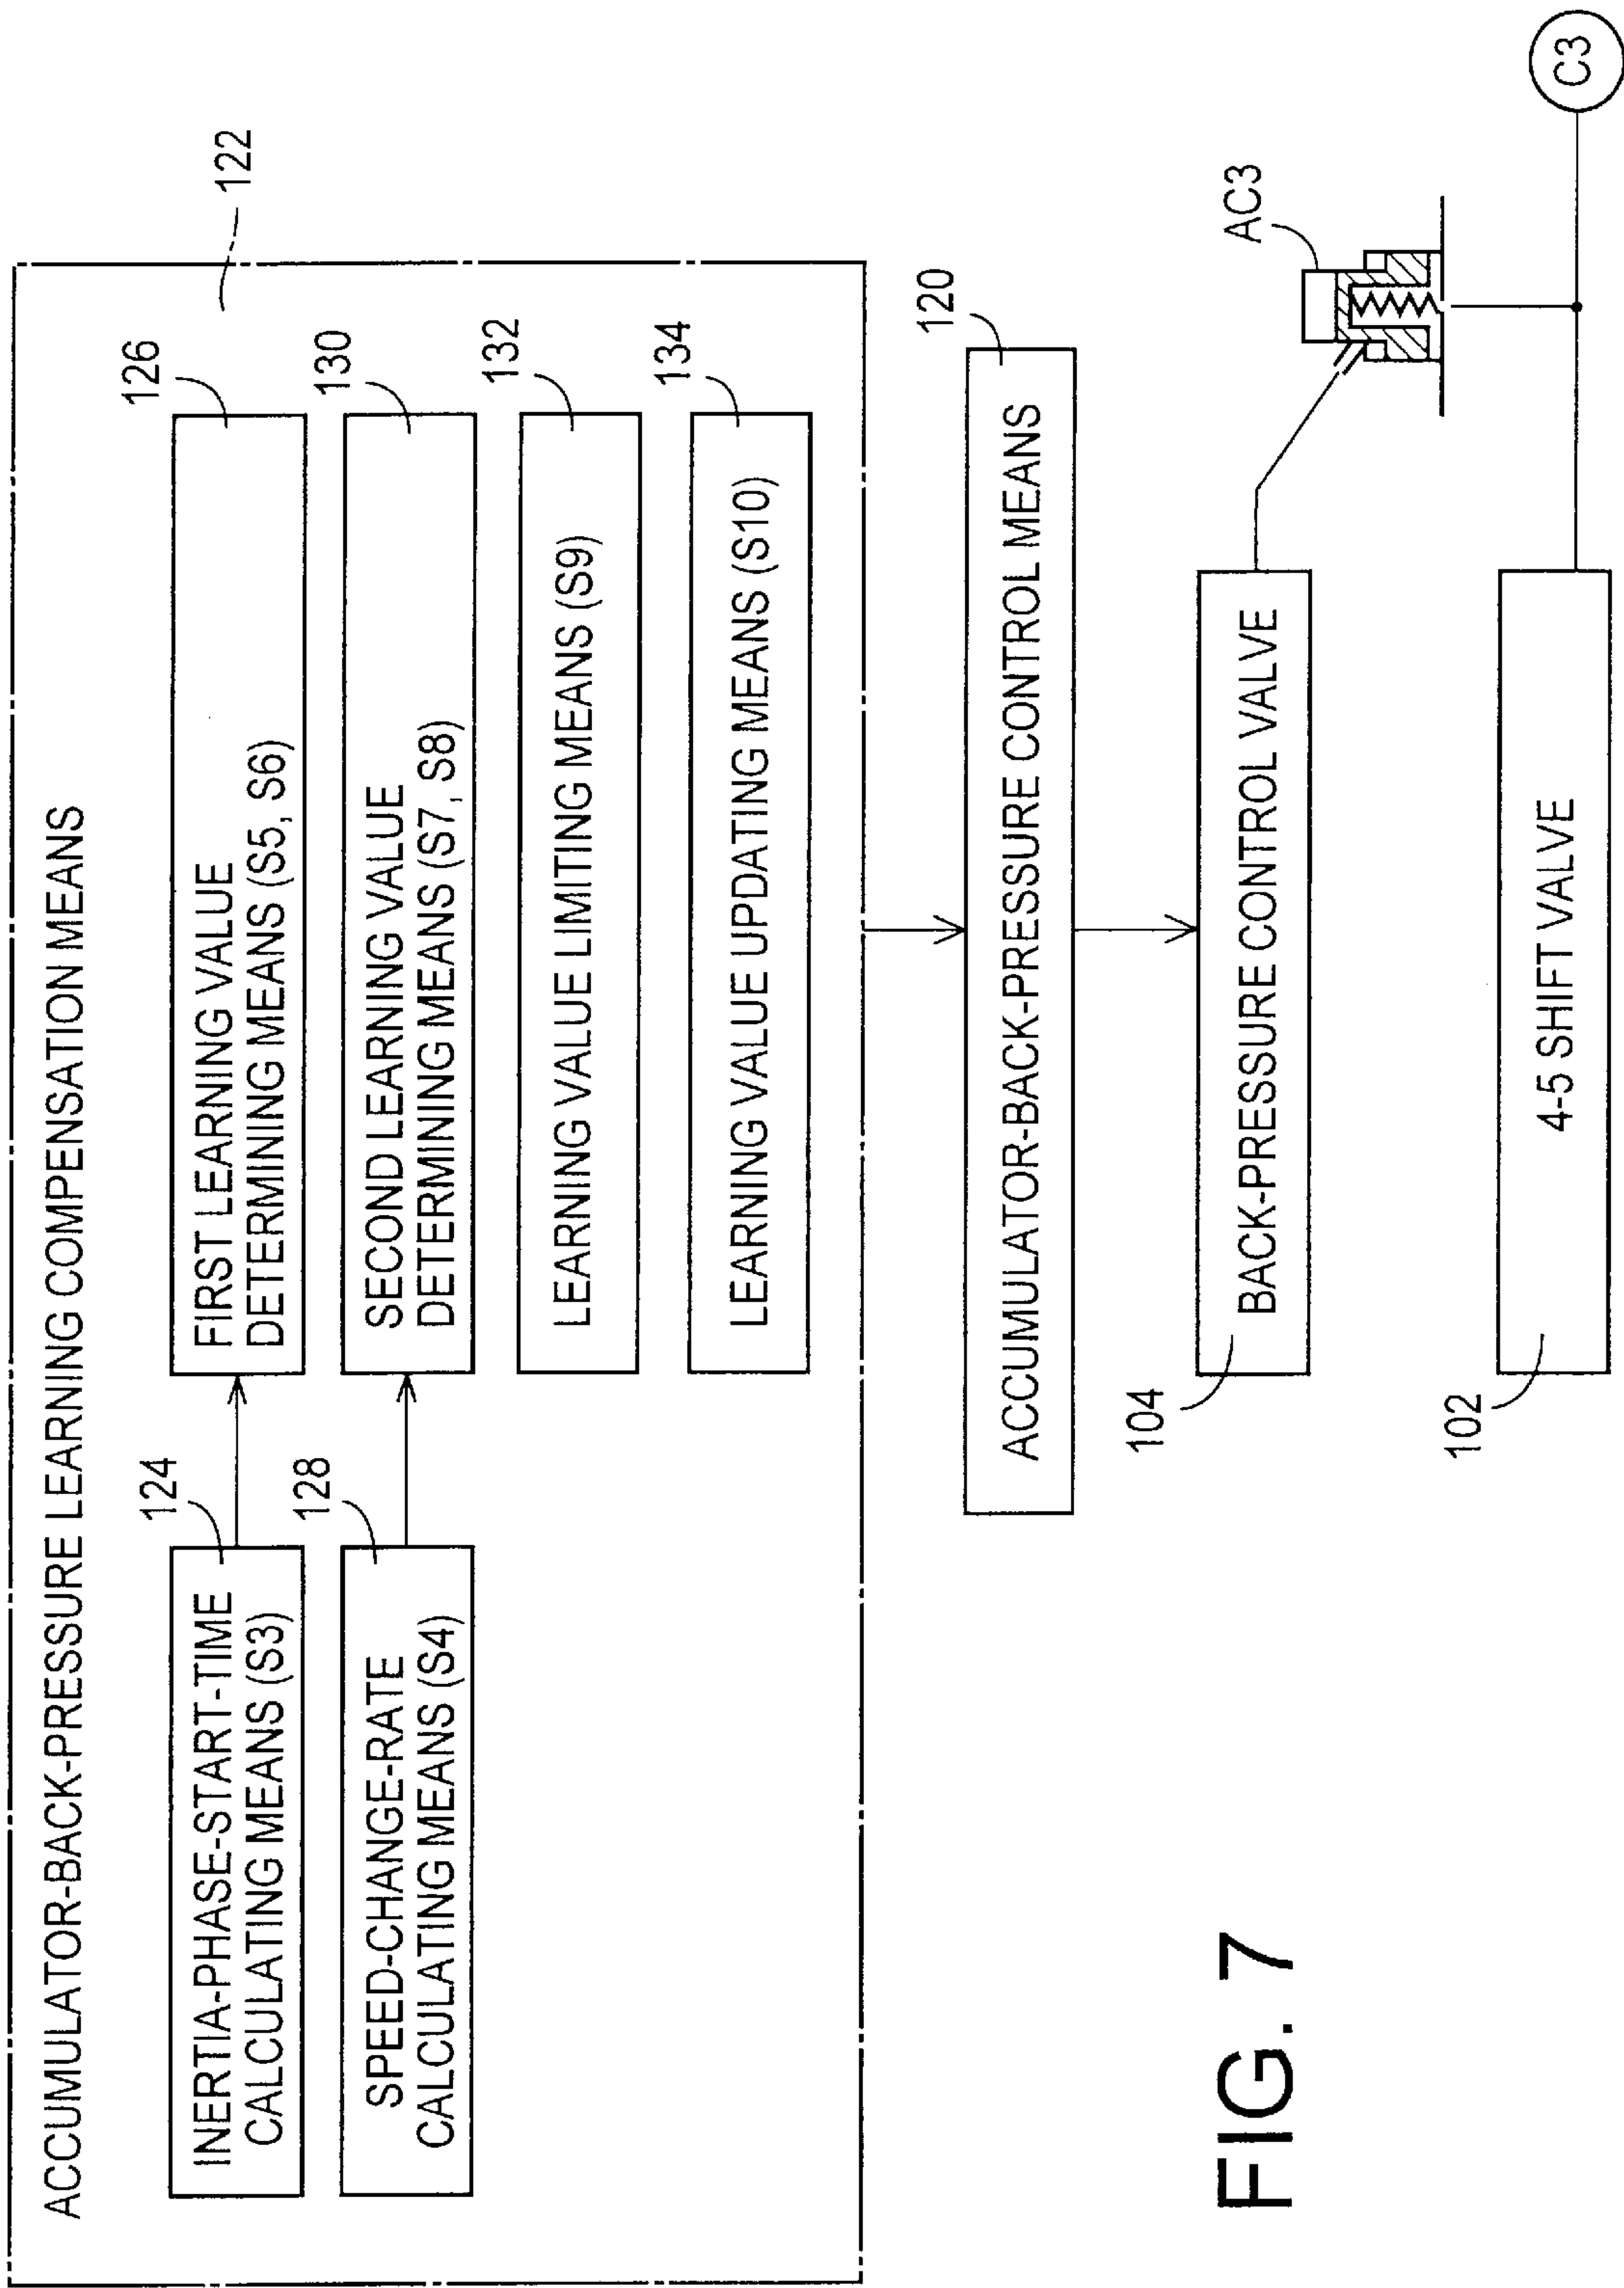 ACCUMULATOR-BACK-PRESSURE LEARNING COMPENSATION MEANS
122
124
INERTIA-PHASE-START-TIME
CALCULATING MEANS (S3)
126
FIRST LEARNING VALUE
DETERMINING MEANS (S5, S6)
128
SPEED-CHANGE-RATE
CALCULATING MEANS (S4)
130
SECOND LEARNING VALUE
DETERMINING MEANS (S7, S8)
132
LEARNING VALUE LIMITING MEANS (S9)
134
LEARNING VALUE UPDATING MEANS (S10)
120
ACCUMULATOR-BACK-PRESSURE CONTROL MEANS
104
BACK-PRESSURE CONTROL VALVE
AC3
102
4-5 SHIFT VALVE
C3
FIG. 7